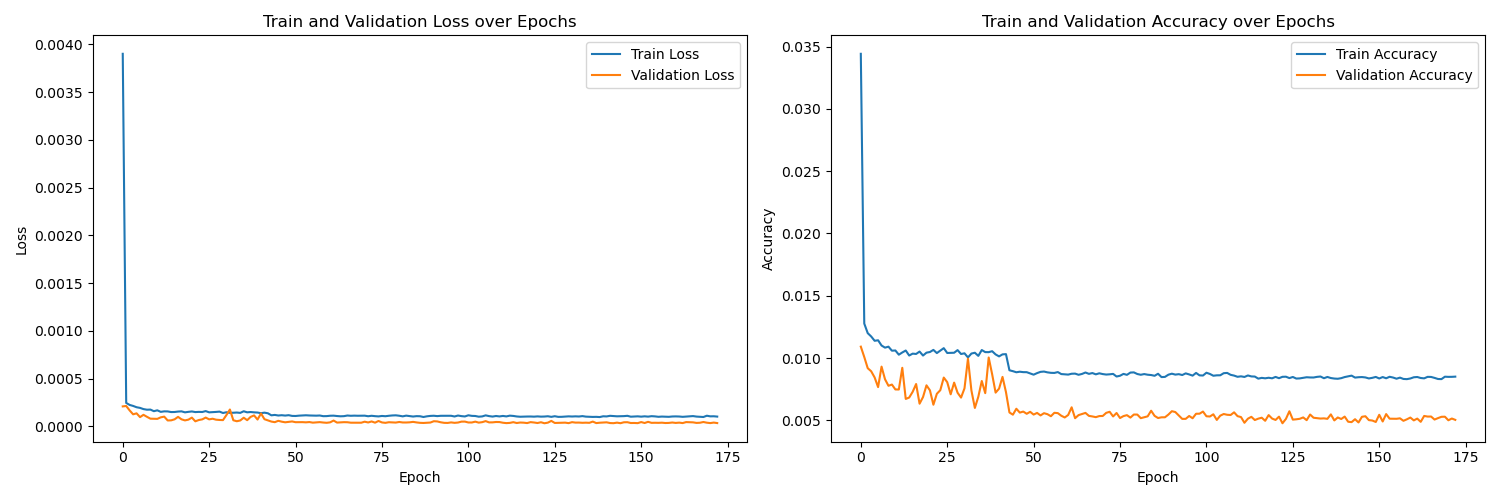 Train and Validation Loss over Epochs
0.0040
0.0035
0.0030
0.0025
0.0020
0.0015
0.0010
0.0005
0.0000
Loss
Train Loss
Validation Loss
0 25 50 75 100 125 150 175
Epoch
Train and Validation Accuracy over Epochs
0.035
0.030
0.025
0.020
0.015
0.010
0.005
Accuracy
Train Accuracy
Validation Accuracy
0 25 50 75 100 125 150 175
Epoch